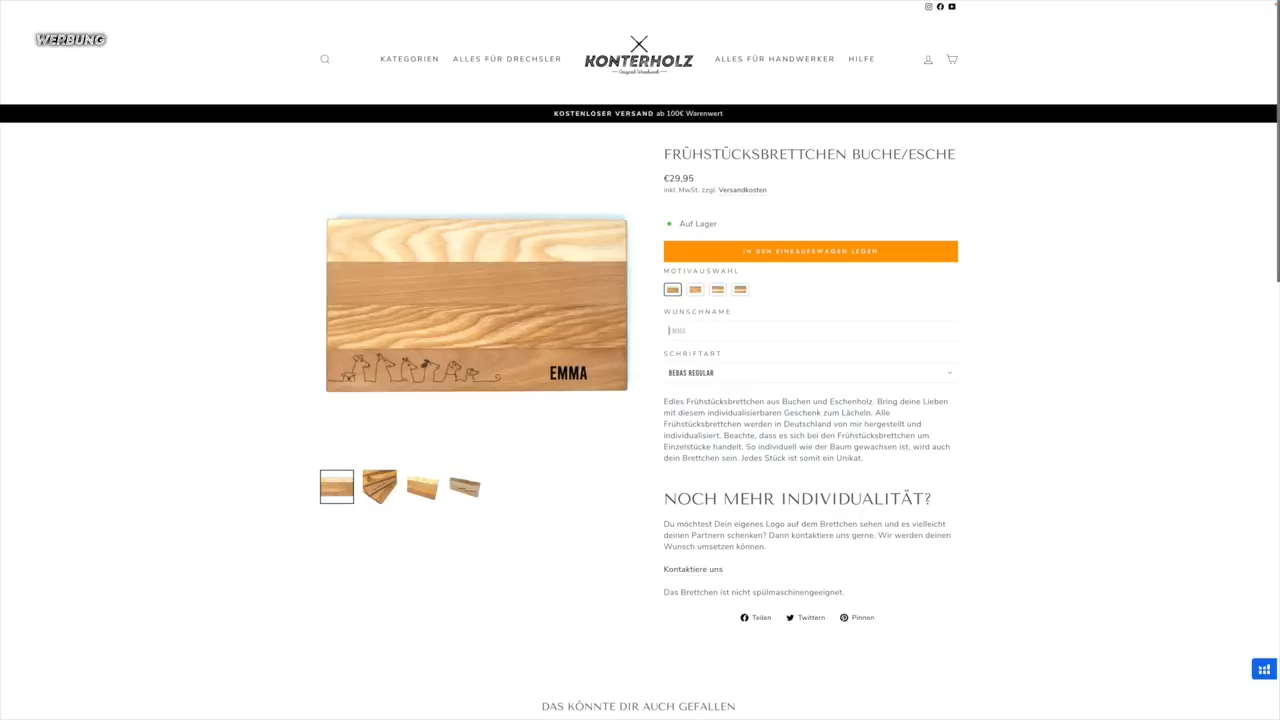 WERBUNG
KATEGORIEN
ALLES FÜR DRECHSLER
KONTERHOLZ
Original Handwerk
ALLES FÜR HANDWERKER
HILFE
KOSTENLOSER VERSAND ab 100€ Warenwert
FRÜHSTÜCKSBRETTCHEN BUCHE/ESCHE
€29,95
inkl. MwSt. zzgl. Versandkosten
Auf Lager
IN DEN EINKAUFSWAGEN LEGEN
MOTIVAUSWAHL
WUNSCHNAME
EMMA
SCHRIFTART
BEBAS REGULAR
EMMA
Edles Frühstücksbrettchen aus Buchen und Eschenholz. Bring deine Lieben
mit diesem individualisierbaren Geschenk zum Lächeln. Alle
Frühstücksbrettchen werden in Deutschland von mir hergestellt und
individualisiert. Beachte, dass es sich bei den Frühstücksbrettchen um
Einzelstücke handelt. So individuell wie der Baum gewachsen ist, wird auch
dein Brettchen sein. Jedes Stück ist somit ein Unikat.
NOCH MEHR INDIVIDUALITÄT?
Du möchtest Dein eigenes Logo auf dem Brettchen sehen und es vielleicht
deinen Partnern schenken? Dann kontaktiere uns gerne. Wir werden deinen
Wunsch umsetzen können.
Kontaktiere uns
Das Brettchen ist nicht spülmaschinengeeignet.
Teilen
Twittern
Pinnen
DAS KÖNNTE DIR AUCH GEFALLEN